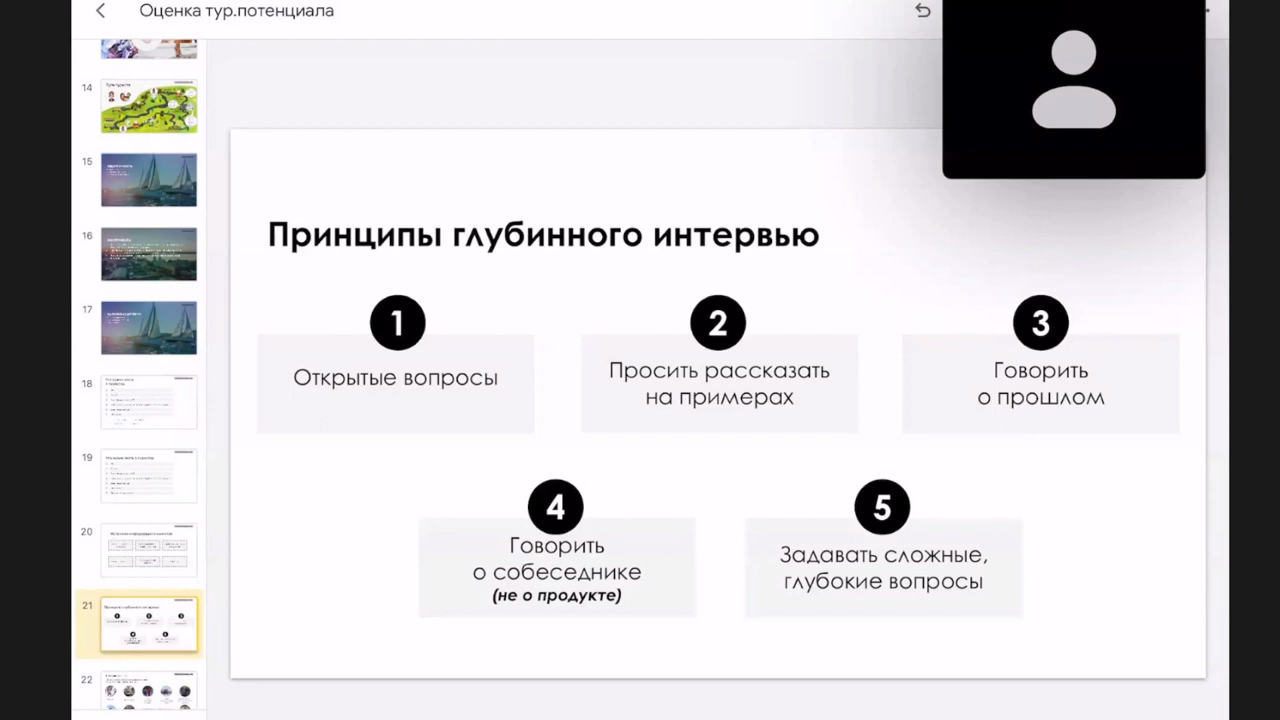 Оценка тур.потенциала
14
15
16
17
18
19
20
21
22
Принципы глубинного интервью
1
Открытые вопросы
2
Просить рассказать
на примерах
3
Говорить
о прошлом
4
Говорить
о собеседнике
(не о продукте)
5
Задавать сложные,
глубокие вопросы